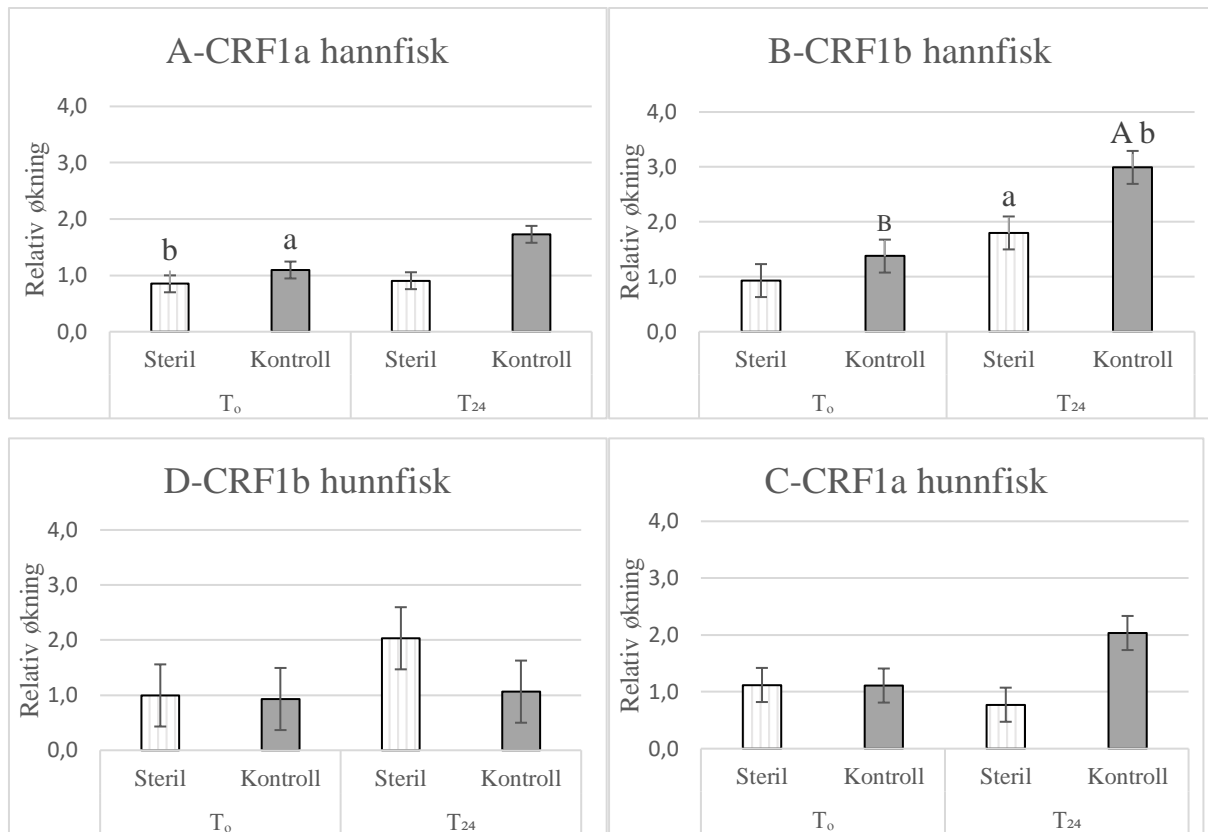 A-CRF1a hannfisk
Relativ økning
4,0
3,0
2,0
1,0
0,0
b
a
Steril Kontroll Steril Kontroll
Tₒ T₂₄
B-CRF1b hannfisk
Relativ økning
4,0
3,0
2,0
1,0
0,0
B
a
A b
Steril Kontroll Steril Kontroll
Tₒ T₂₄
D-CRF1b hunnfisk
Relativ økning
4,0
3,0
2,0
1,0
0,0
Steril Kontroll Steril Kontroll
Tₒ T₂₄
C-CRF1a hunnfisk
Relativ økning
4,0
3,0
2,0
1,0
0,0
Steril Kontroll Steril Kontroll
Tₒ T₂₄